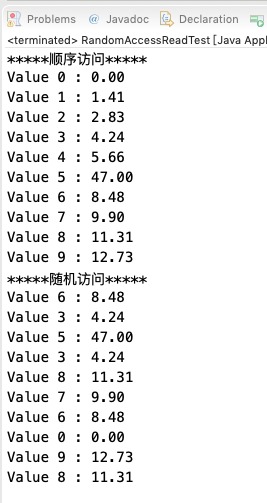 Problems Javadoc Declaration
<terminated> RandomAccessReadTest [Java Appl
*****顺序访问*****
Value 0 : 0.00
Value 1 : 1.41
Value 2 : 2.83
Value 3 : 4.24
Value 4 : 5.66
Value 5 : 47.00
Value 6 : 8.48
Value 7 : 9.90
Value 8 : 11.31
Value 9 : 12.73
*****随机访问*****
Value 6 : 8.48
Value 3 : 4.24
Value 5 : 47.00
Value 3 : 4.24
Value 8 : 11.31
Value 7 : 9.90
Value 6 : 8.48
Value 0 : 0.00
Value 9 : 12.73
Value 8 : 11.31